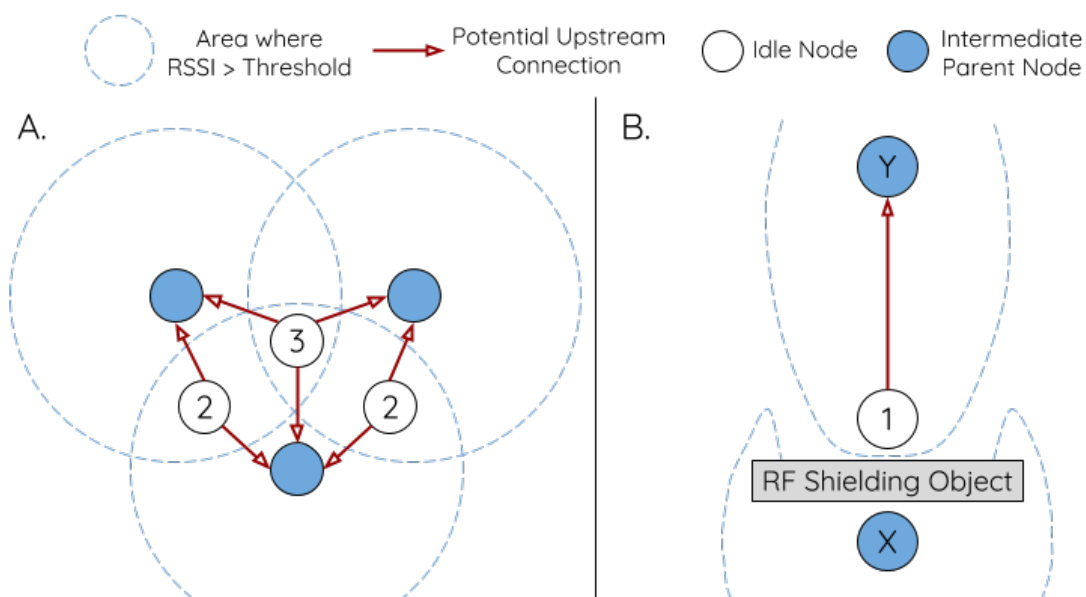 Area where
RSSI > Threshold
Potential Upstream
Connection
Idle Node
Intermediate
Parent Node
A.
B.
Y
3
2
2
1
RF Shielding Object
X